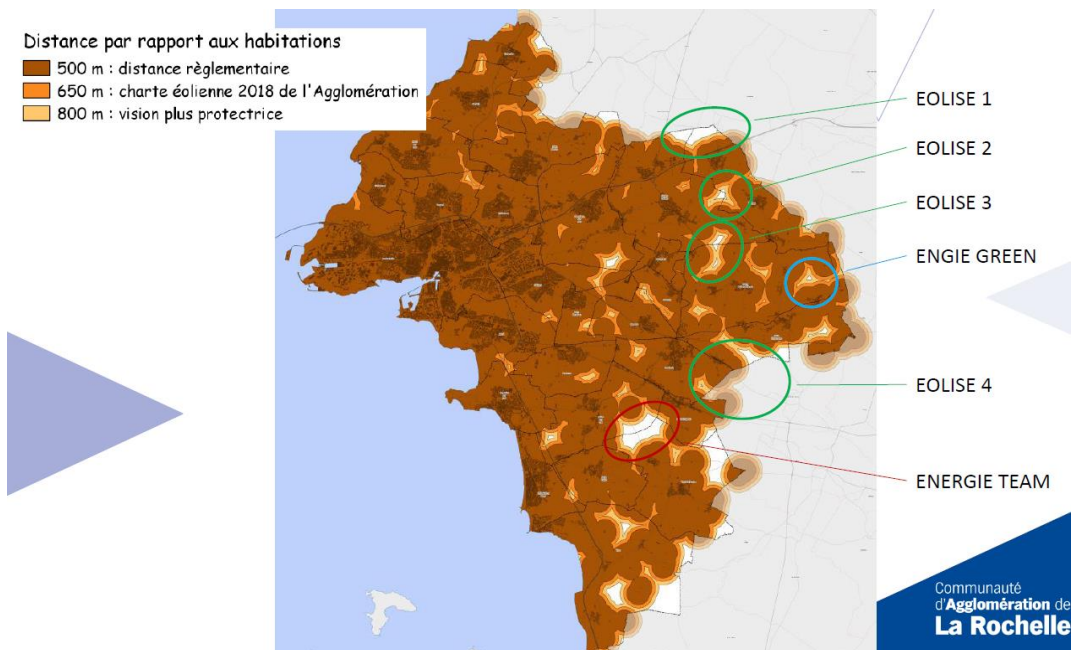 Distance par rapport aux habitations
500 m : distance règlementaire
650 m : charte éolienne 2018 de l'Agglomération
800 m : vision plus protectrice
EOLISE 1
EOLISE 2
EOLISE 3
ENGIE GREEN
EOLISE 4
ENERGIE TEAM
Communauté
d'Agglomération de
La Rochelle